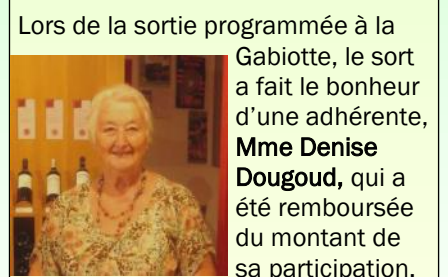 Lors de la sortie programmée à la
Gabiotte, le sort
a fait le bonheur
d'une adhérente,
Mme Denise
Dougoud, qui a
été remboursée
du montant de
sa participation.